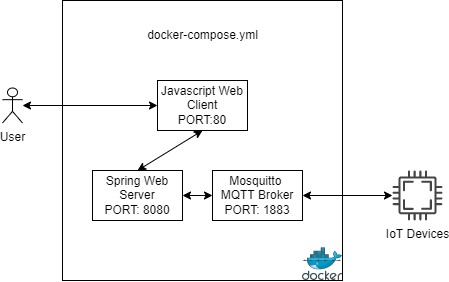 docker-compose.yml
Javascript Web
Client
PORT:80
User
Spring Web
Server
PORT: 8080
Mosquitto
MQTT Broker
PORT: 1883
IoT Devices
docker